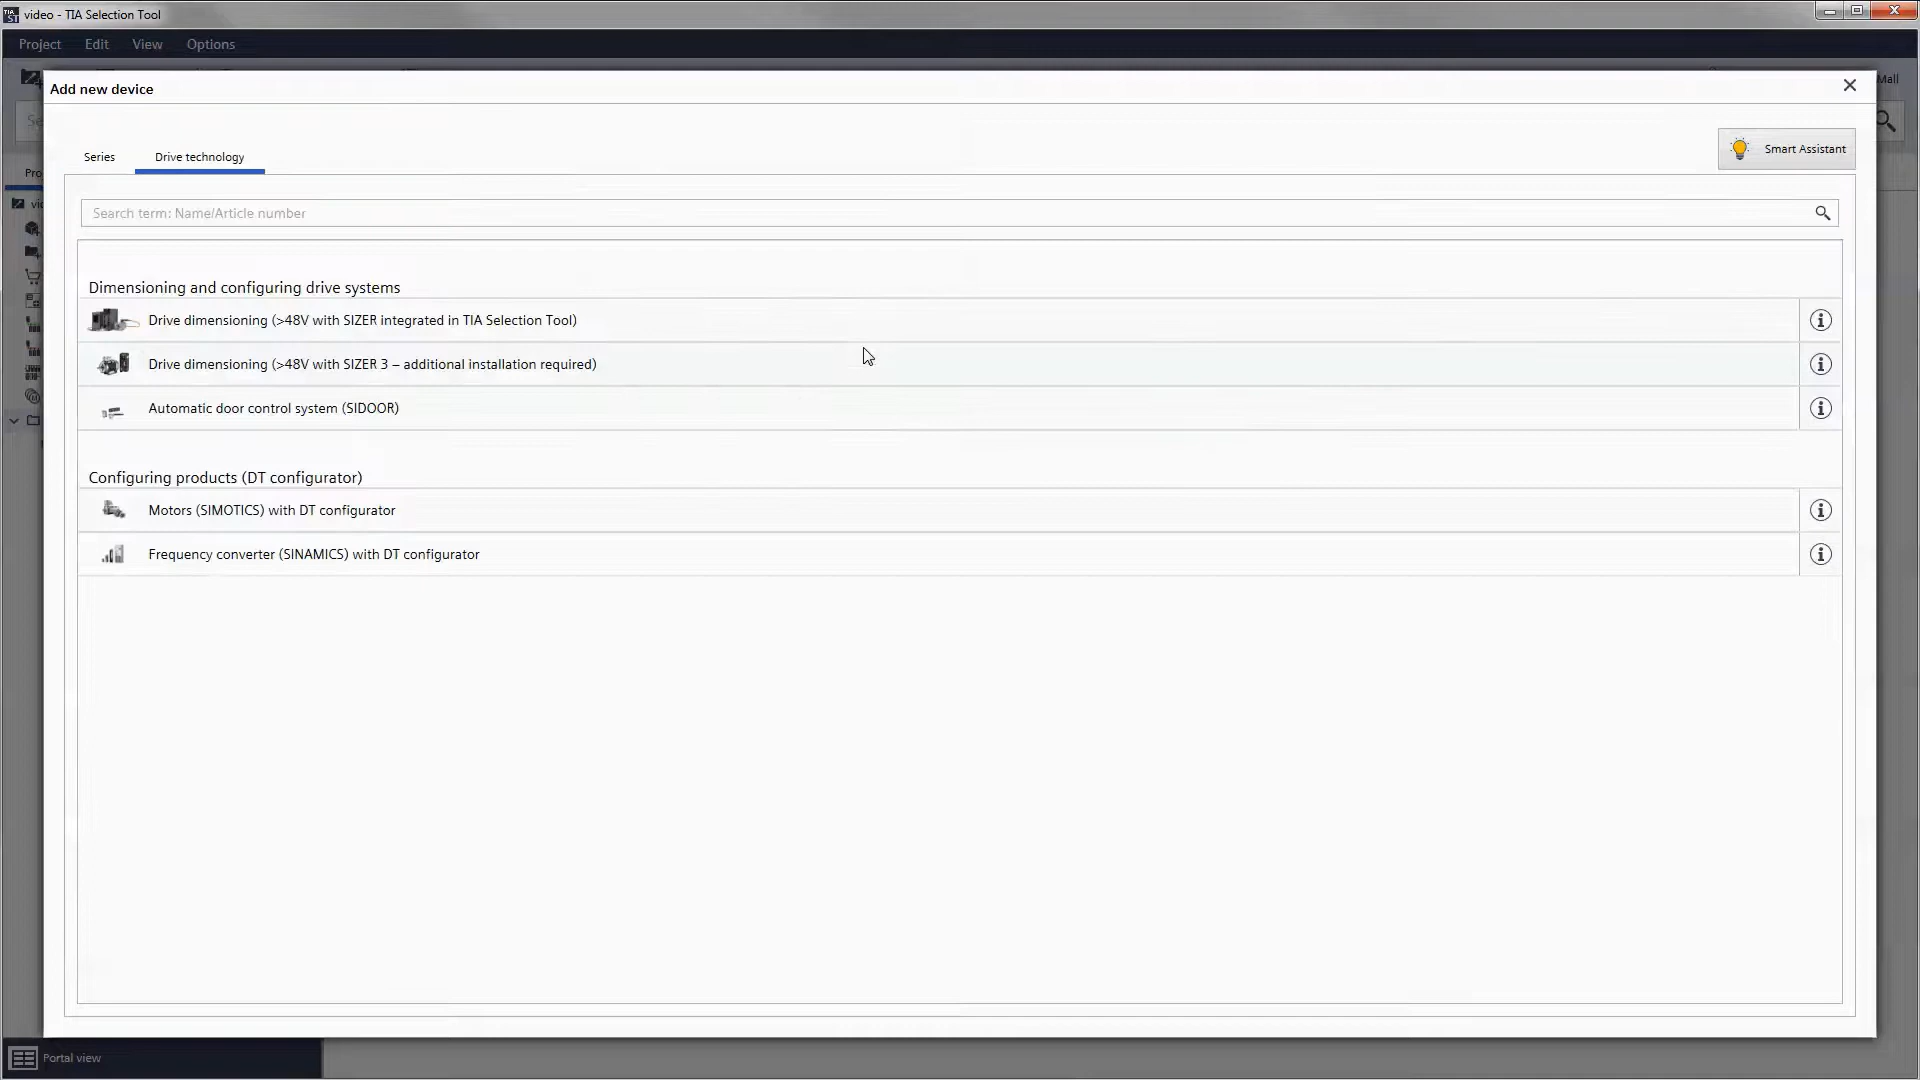 video - TIA Selection Tool
Project Edit View Options
Mall
Add new device
Smart Assistant
Series Drive technology
Search term: Name/Article number
Dimensioning and configuring drive systems
Drive dimensioning (>48V with SIZER integrated in TIA Selection Tool)
Drive dimensioning (>48V with SIZER 3 – additional installation required)
Automatic door control system (SIDOOR)
Configuring products (DT configurator)
Motors (SIMOTICS) with DT configurator
Frequency converter (SINAMICS) with DT configurator
Portal view